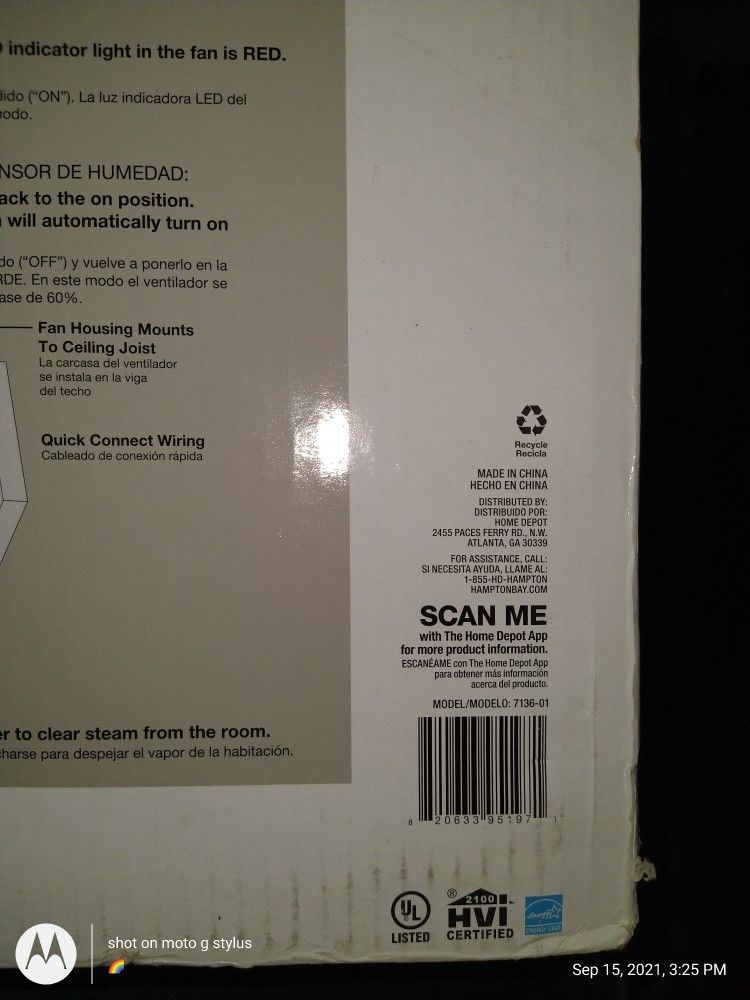 indicator light in the fan is RED.
("ON"). La luz indicadora LED del
SOR DE HUMEDAD:
to the on position.
will automatically turn on
("OFF") y vuelve a ponerlo en la
En este modo el ventilador se
de 60%.
Fan Housing Mounts
To Ceiling Joist
La carcasa del ventilador
se instala en la viga
del techo
Quick Connect Wiring
Cableado de conexión rápida
to clear steam from the room.
para despejar el vapor de la habitación.
Recycle
Recicla
MADE IN CHINA
HECHO EN CHINA
DISTRIBUTED BY:
DISTRIBUIDO POR:
HOME DEPOT
2455 PACES FERRY RD., N.W.
ATLANTA, GA 30339
FOR ASSISTANCE, CALL:
SI NECESITA AYUDA, LLAME AL:
1-855-HD-HAMPTON
HAMPTONBAY.COM
SCAN ME
with The Home Depot App
for more product information.
ESCANÉAME con The Home Depot App
para obtener más información
acerca del producto.
MODEL/MODELO: 7136-01
8 20633 95197 1
UL
LISTED
® 2100
HVI
CERTIFIED
energy
ENERGY STAR
shot on moto g stylus
Sep 15, 2021, 3:25 PM